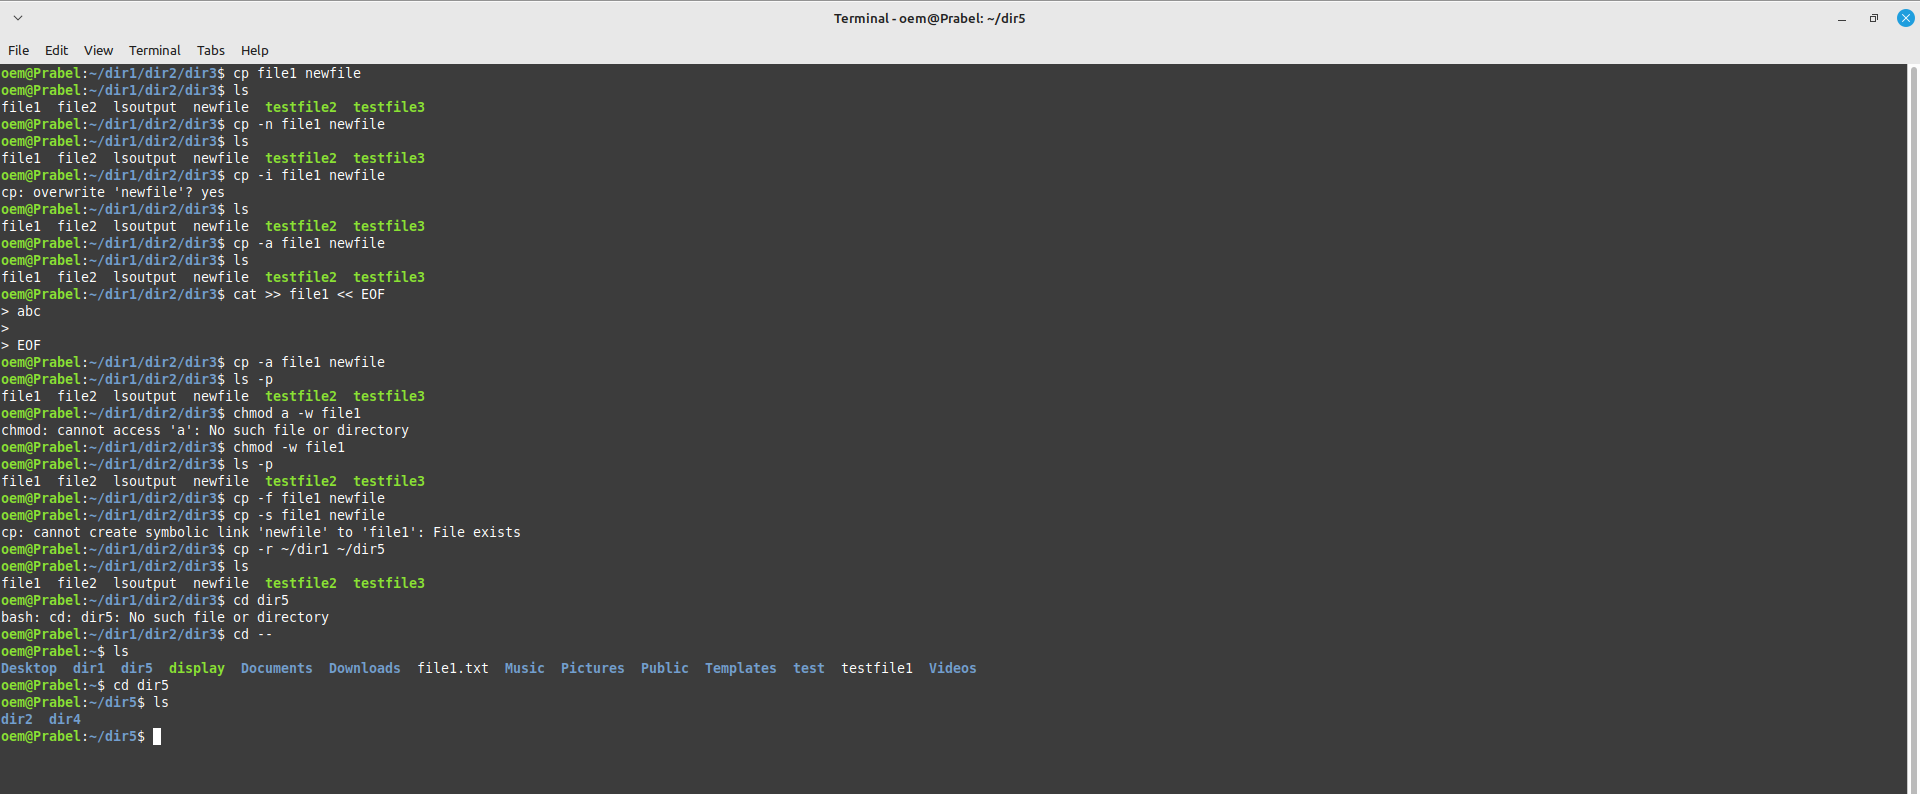 Terminal - oem@Prabel: ~/dir5
File Edit View Terminal Tabs Help
oem@Prabel:~/dir1/dir2/dir3$ cp file1 newfile
oem@Prabel:~/dir1/dir2/dir3$ ls
file1  file2  lsoutput  newfile  testfile2  testfile3
oem@Prabel:~/dir1/dir2/dir3$ cp -n file1 newfile
oem@Prabel:~/dir1/dir2/dir3$ ls
file1  file2  lsoutput  newfile  testfile2  testfile3
oem@Prabel:~/dir1/dir2/dir3$ cp -i file1 newfile
cp: overwrite 'newfile'? yes
oem@Prabel:~/dir1/dir2/dir3$ ls
file1  file2  lsoutput  newfile  testfile2  testfile3
oem@Prabel:~/dir1/dir2/dir3$ cp -a file1 newfile
oem@Prabel:~/dir1/dir2/dir3$ ls
file1  file2  lsoutput  newfile  testfile2  testfile3
oem@Prabel:~/dir1/dir2/dir3$ cat >> file1 << EOF
> abc
>
> EOF
oem@Prabel:~/dir1/dir2/dir3$ cp -a file1 newfile
oem@Prabel:~/dir1/dir2/dir3$ ls -p
file1  file2  lsoutput  newfile  testfile2  testfile3
oem@Prabel:~/dir1/dir2/dir3$ chmod a -w file1
chmod: cannot access 'a': No such file or directory
oem@Prabel:~/dir1/dir2/dir3$ chmod -w file1
oem@Prabel:~/dir1/dir2/dir3$ ls -p
file1  file2  lsoutput  newfile  testfile2  testfile3
oem@Prabel:~/dir1/dir2/dir3$ cp -f file1 newfile
oem@Prabel:~/dir1/dir2/dir3$ cp -s file1 newfile
cp: cannot create symbolic link 'newfile' to 'file1': File exists
oem@Prabel:~/dir1/dir2/dir3$ cp -r ~/dir1 ~/dir5
oem@Prabel:~/dir1/dir2/dir3$ ls
file1  file2  lsoutput  newfile  testfile2  testfile3
oem@Prabel:~/dir1/dir2/dir3$ cd dir5
bash: cd: dir5: No such file or directory
oem@Prabel:~/dir1/dir2/dir3$ cd --
oem@Prabel:~$ ls
Desktop  dir1  dir5  display  Documents  Downloads  file1.txt  Music  Pictures  Public  Templates  test  testfile1  Videos
oem@Prabel:~$ cd dir5
oem@Prabel:~/dir5$ ls
dir2  dir4
oem@Prabel:~/dir5$